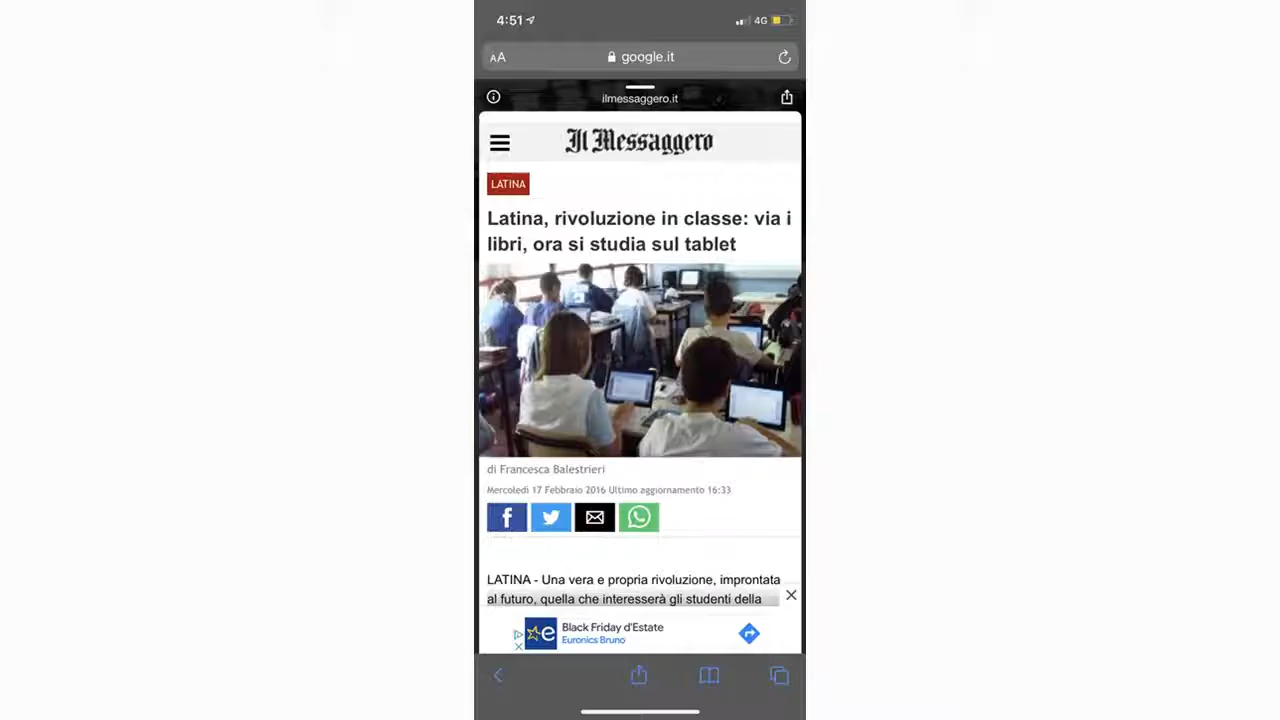 4:51
4G
AA
google.it
ilmessaggero.it
Il Messaggero
LATINA
Latina, rivoluzione in classe: via i
libri, ora si studia sul tablet
di Francesca Balestrieri
Mercoledì 17 Febbraio 2016 Ultimo aggiornamento 16:33
LATINA - Una vera e propria rivoluzione, improntata
al futuro, quella che interesserà gli studenti della
Black Friday d'Estate
Euronics Bruno